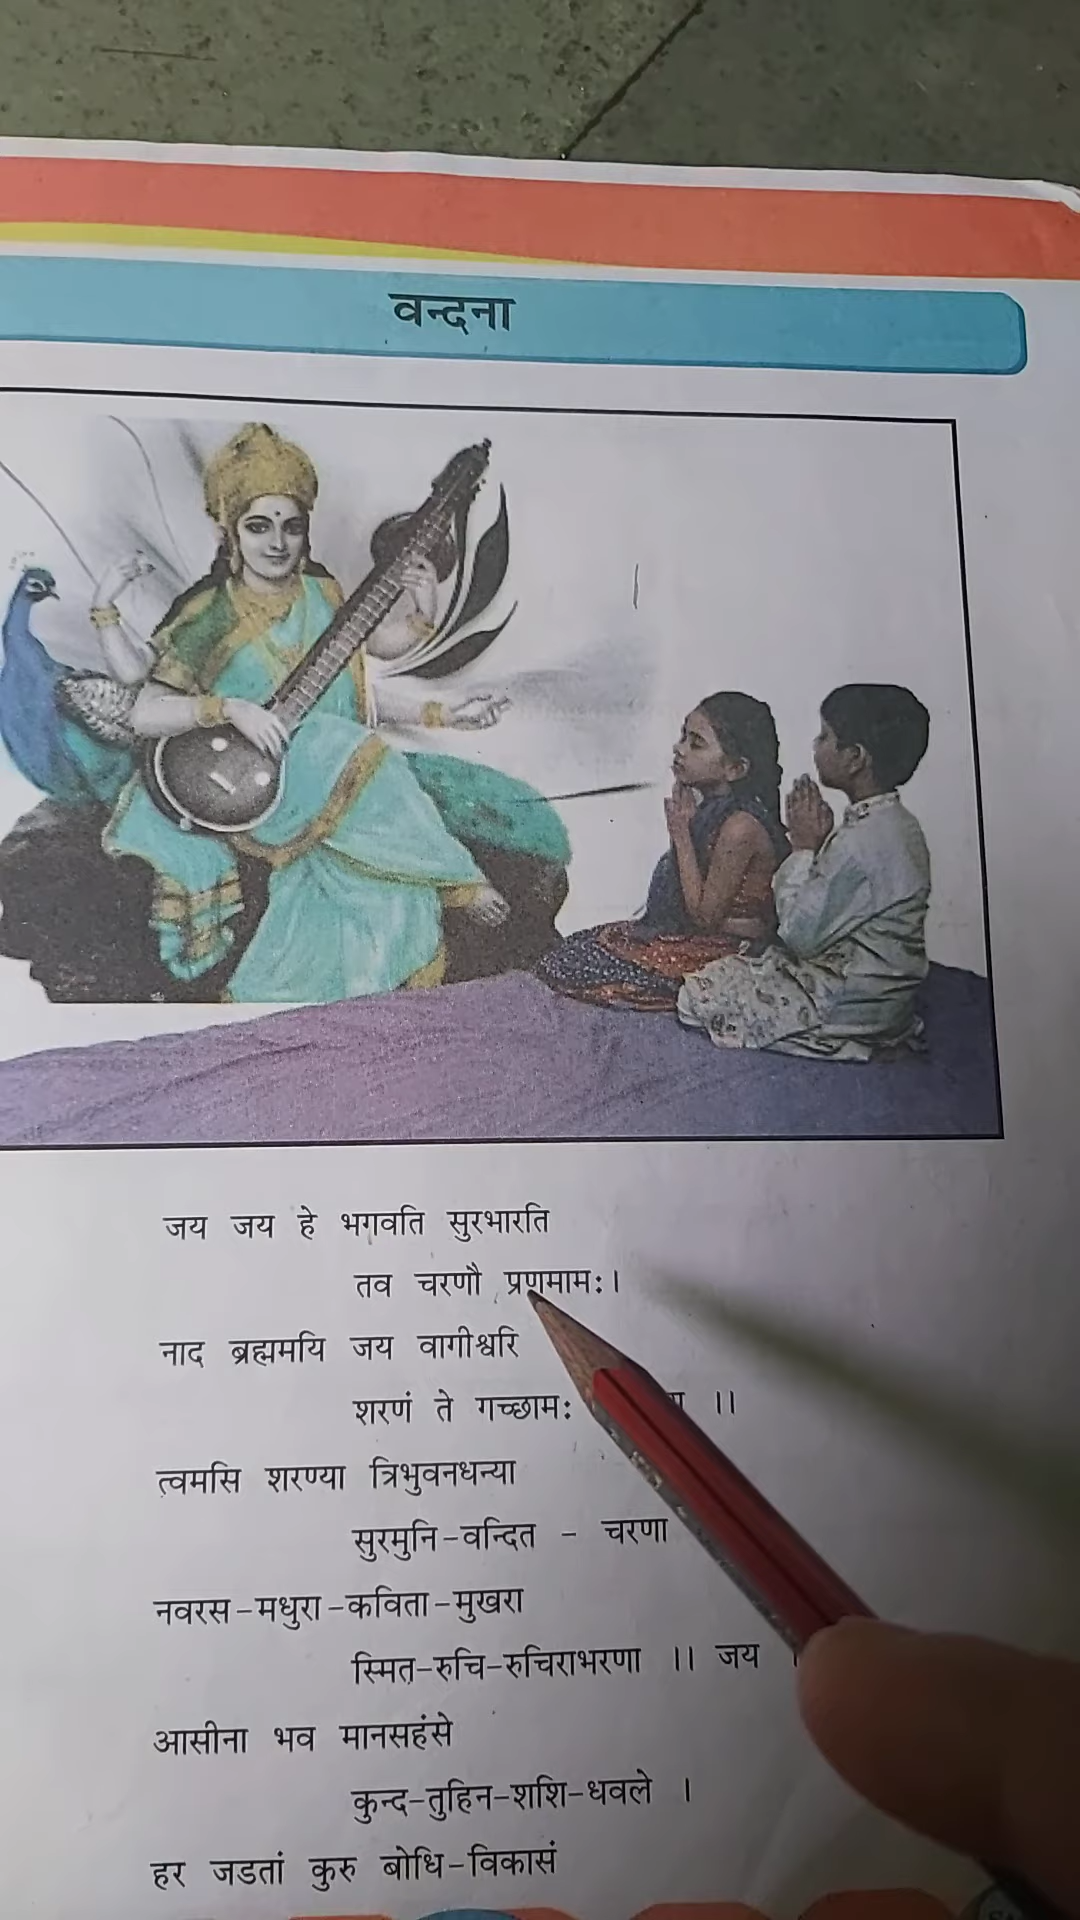 वन्दना
जय जय हे भगवति सुरभारति
तव चरणौ प्रणमामः।
नाद ब्रह्ममयि जय वागीश्वरि
शरणं ते गच्छामः ।।
त्वमसि शरण्या त्रिभुवनधन्या
सुरमुनि-वन्दित - चरणा
नवरस-मधुरा-कविता-मुखरा
स्मित-रुचि-रुचिराभरणा ।। जय
आसीना भव मानसहंसे
कुन्द-तुहिन-शशि-धवले ।
हर जडतां कुरु बोधि-विकासं